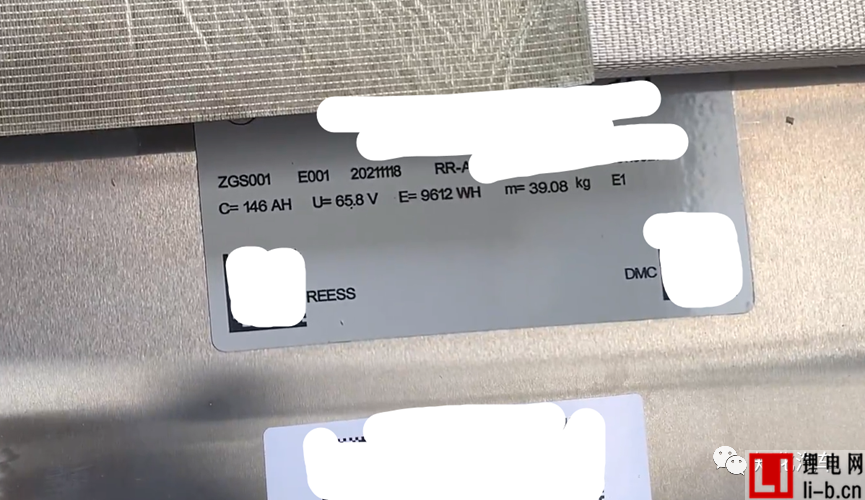 ZGS001 E001 20211118 RR-A
C= 146 AH U= 65.8 V E= 9612 WH m= 39.08 kg E1
REESS
DMC
LI 锂电网
li-b.cn